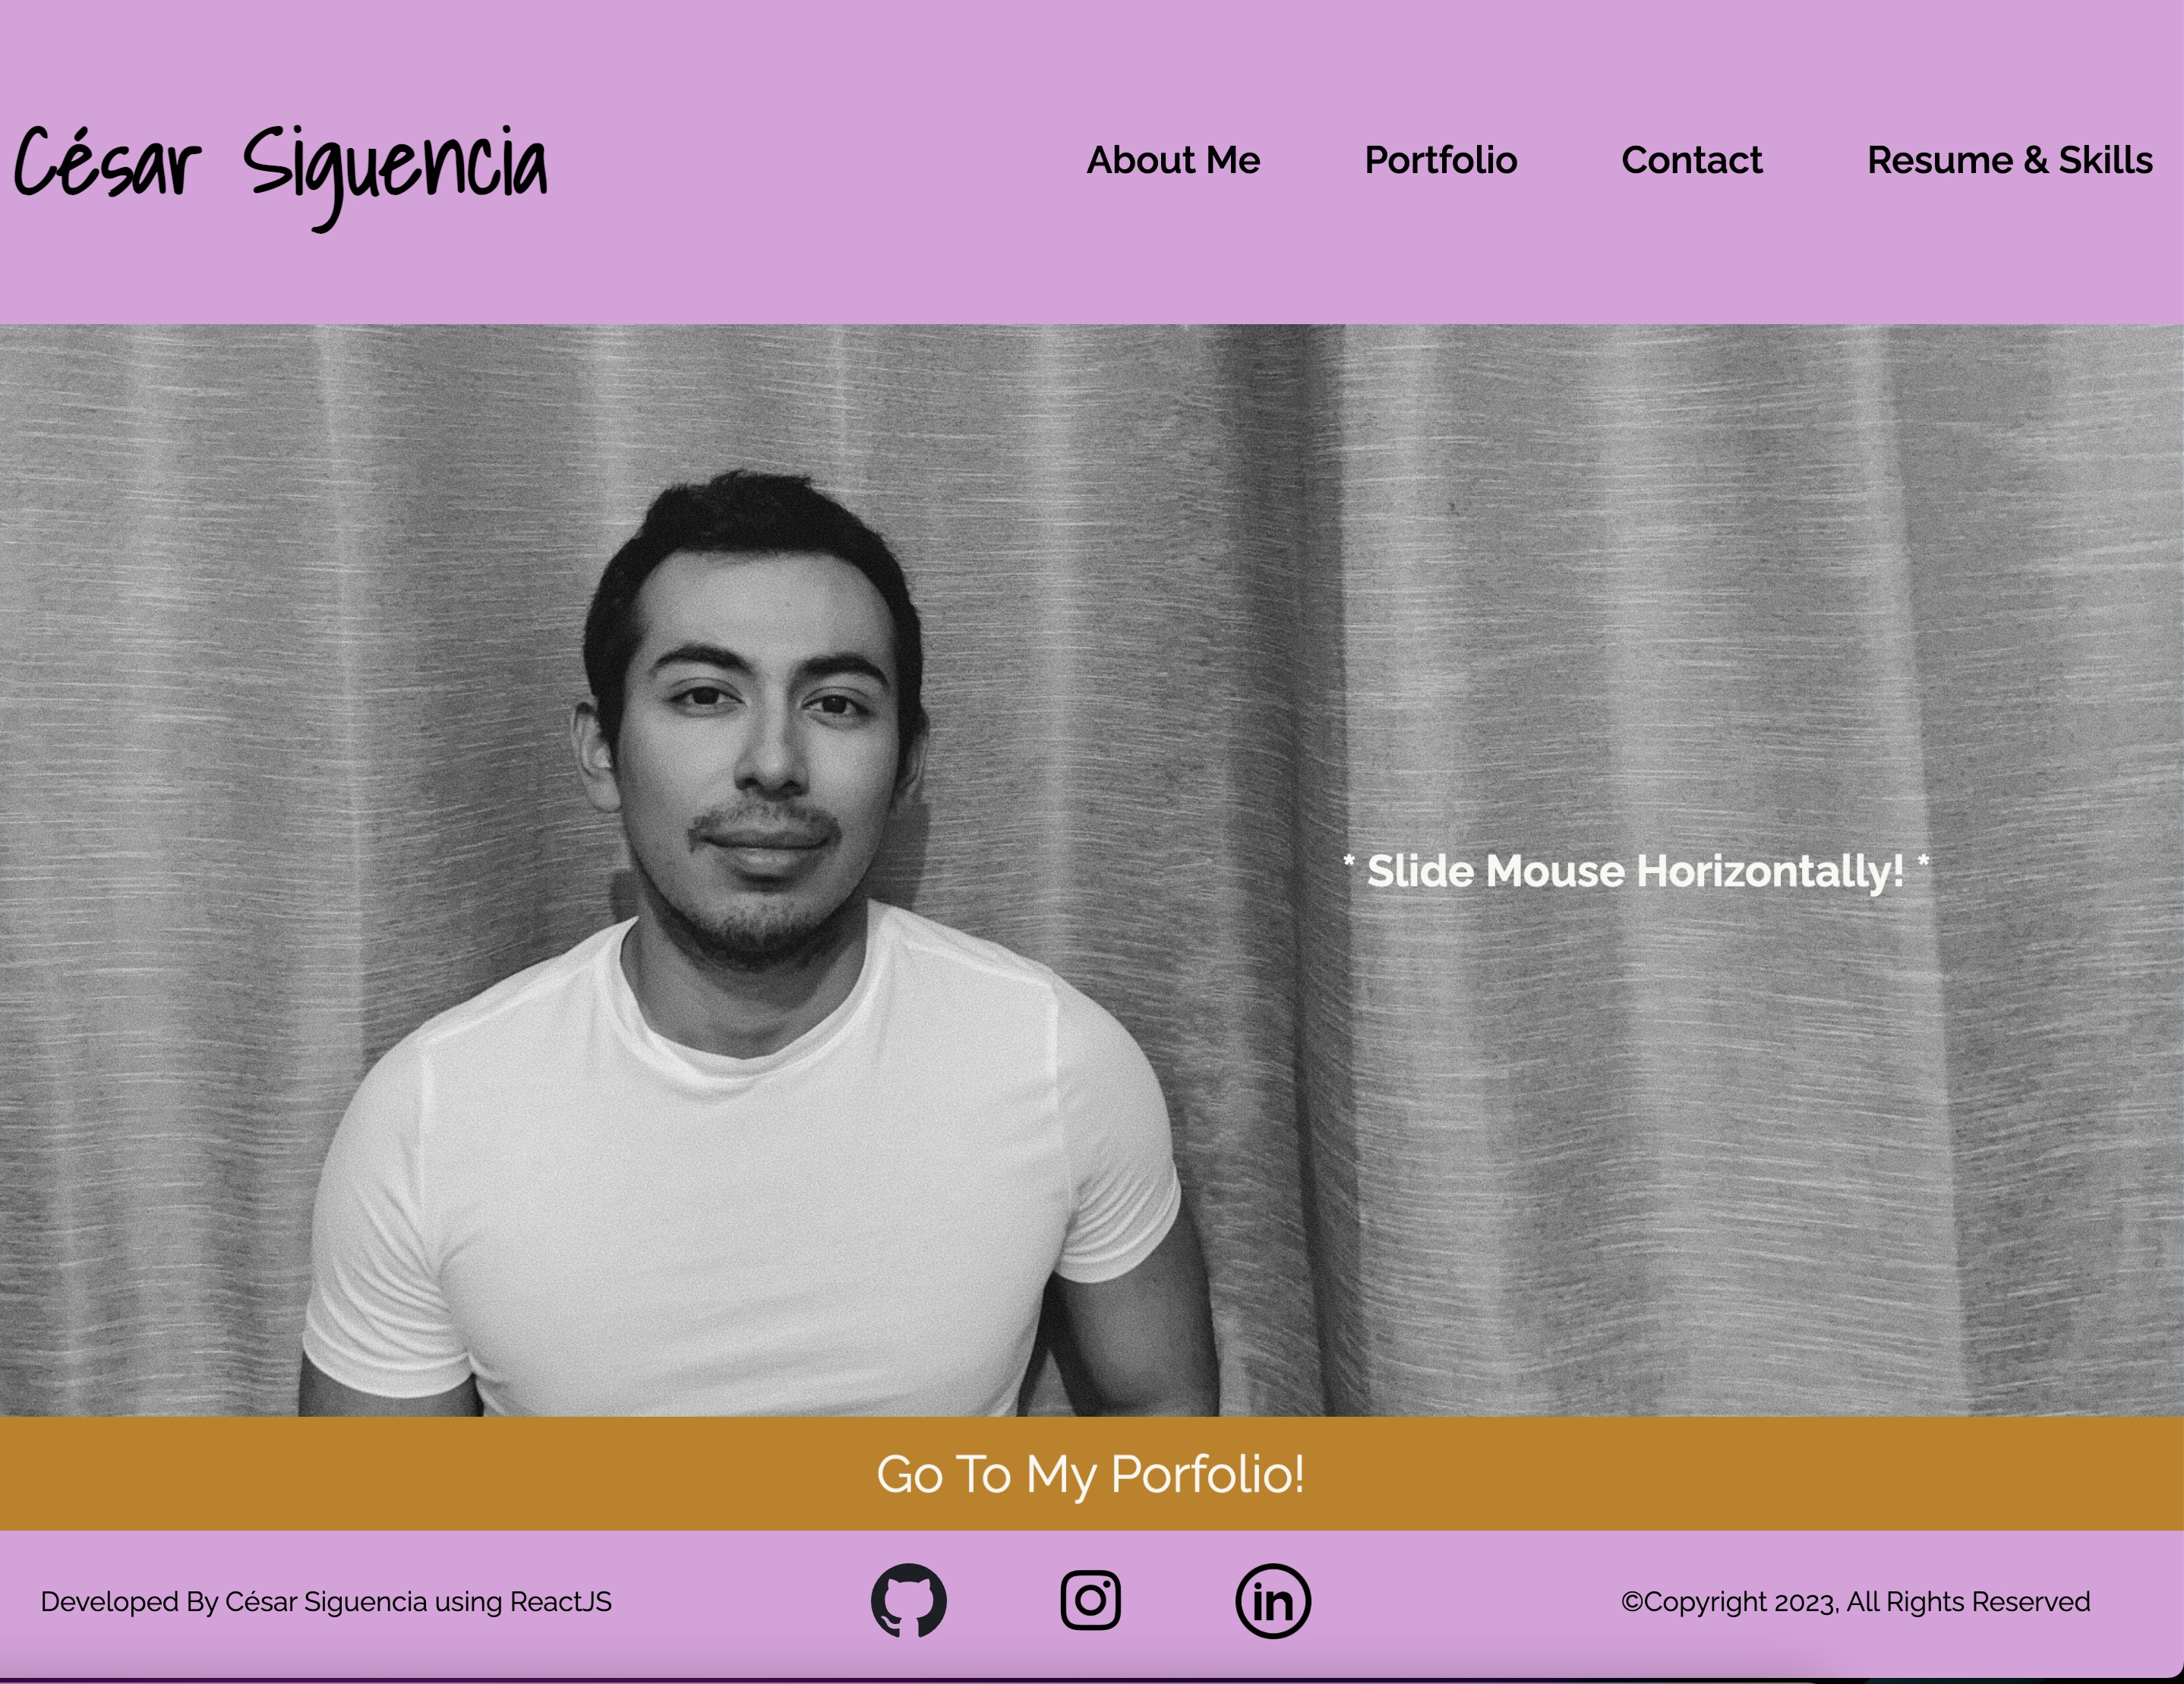 César Siguencia
About Me Portfolio Contact Resume & Skills
* Slide Mouse Horizontally! *
Go To My Porfolio!
Developed By César Siguencia using ReactJS
in
©Copyright 2023, All Rights Reserved